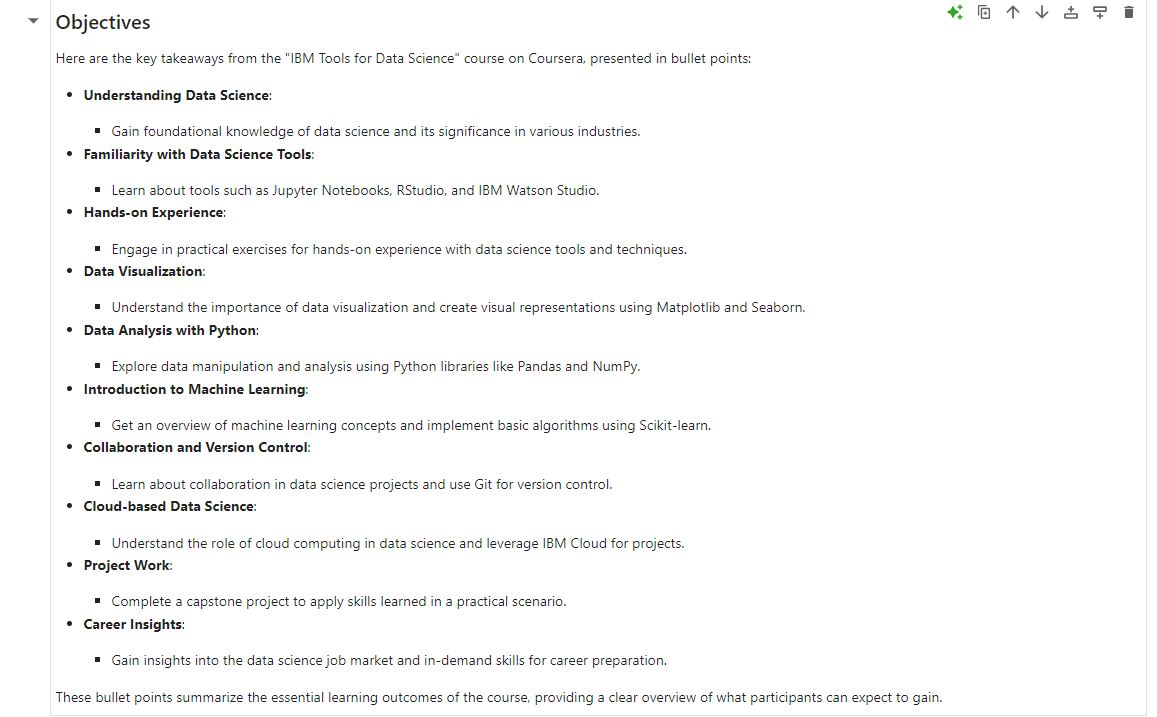 Objectives
Here are the key takeaways from the "IBM Tools for Data Science" course on Coursera, presented in bullet points:
Understanding Data Science:
Gain foundational knowledge of data science and its significance in various industries.
Familiarity with Data Science Tools:
Learn about tools such as Jupyter Notebooks, RStudio, and IBM Watson Studio.
Hands-on Experience:
Engage in practical exercises for hands-on experience with data science tools and techniques.
Data Visualization:
Understand the importance of data visualization and create visual representations using Matplotlib and Seaborn.
Data Analysis with Python:
Explore data manipulation and analysis using Python libraries like Pandas and NumPy.
Introduction to Machine Learning:
Get an overview of machine learning concepts and implement basic algorithms using Scikit-learn.
Collaboration and Version Control:
Learn about collaboration in data science projects and use Git for version control.
Cloud-based Data Science:
Understand the role of cloud computing in data science and leverage IBM Cloud for projects.
Project Work:
Complete a capstone project to apply skills learned in a practical scenario.
Career Insights:
Gain insights into the data science job market and in-demand skills for career preparation.
These bullet points summarize the essential learning outcomes of the course, providing a clear overview of what participants can expect to gain.